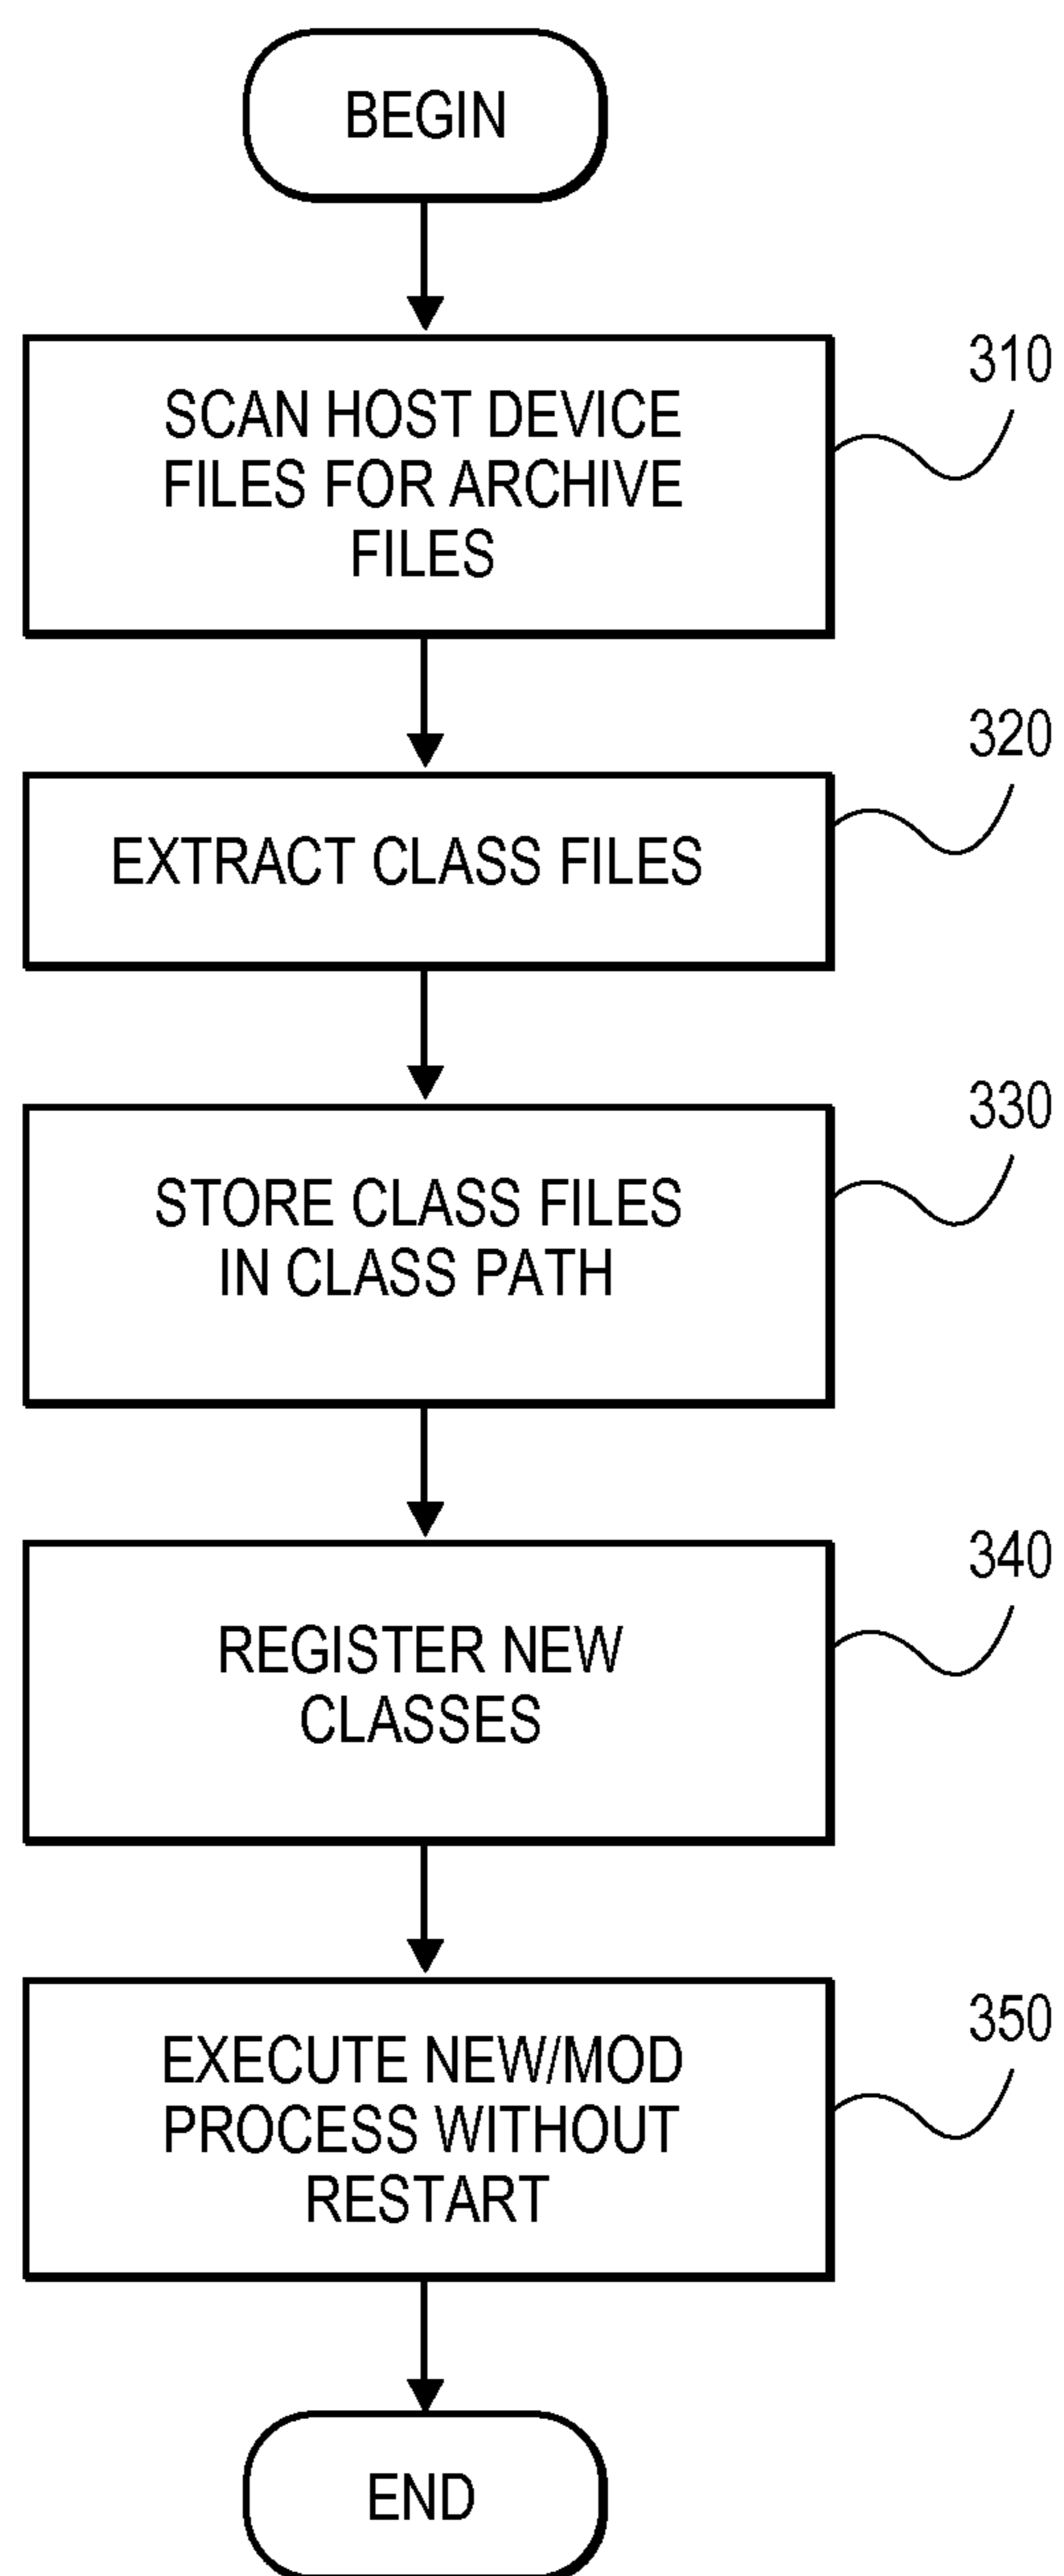 BEGIN
310
SCAN HOST DEVICE
FILES FOR ARCHIVE
FILES
320
EXTRACT CLASS FILES
330
STORE CLASS FILES
IN CLASS PATH
340
REGISTER NEW
CLASSES
350
EXECUTE NEW/MOD
PROCESS WITHOUT
RESTART
END